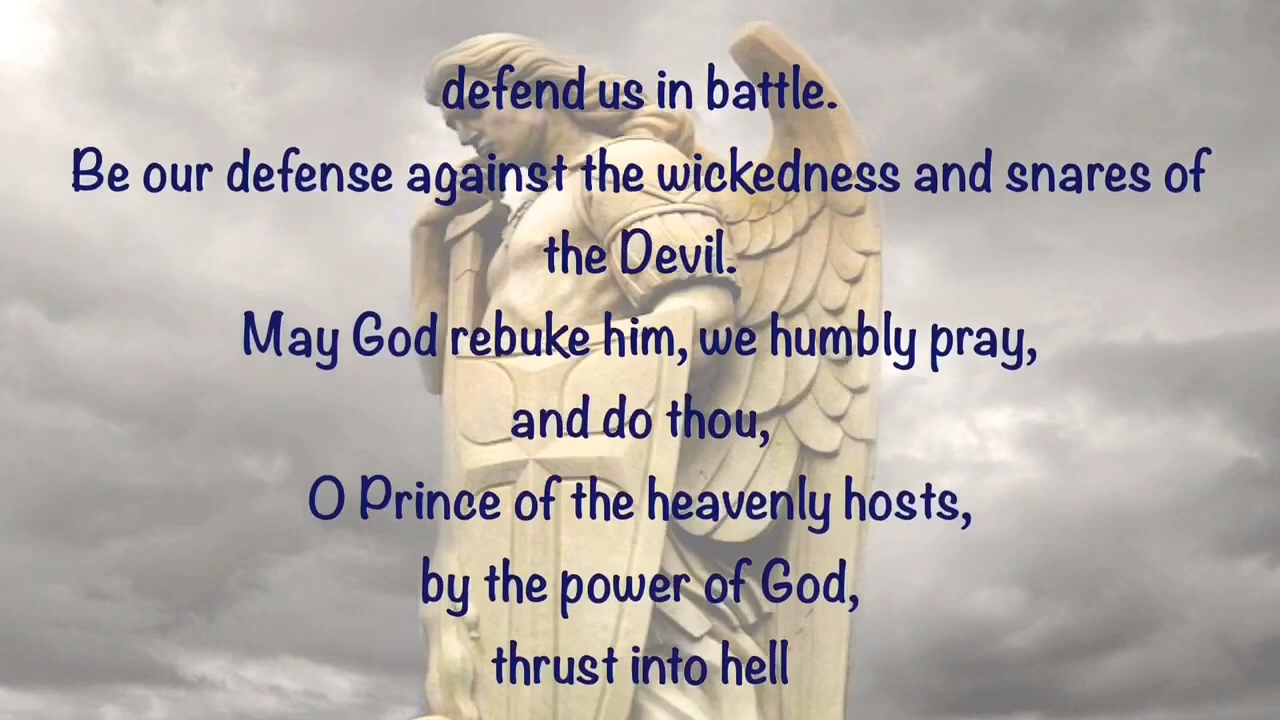 defend us in battle.
Be our defense against the wickedness and snares of
the Devil.
May God rebuke him, we humbly pray,
and do thou,
O Prince of the heavenly hosts,
by the power of God,
thrust into hell